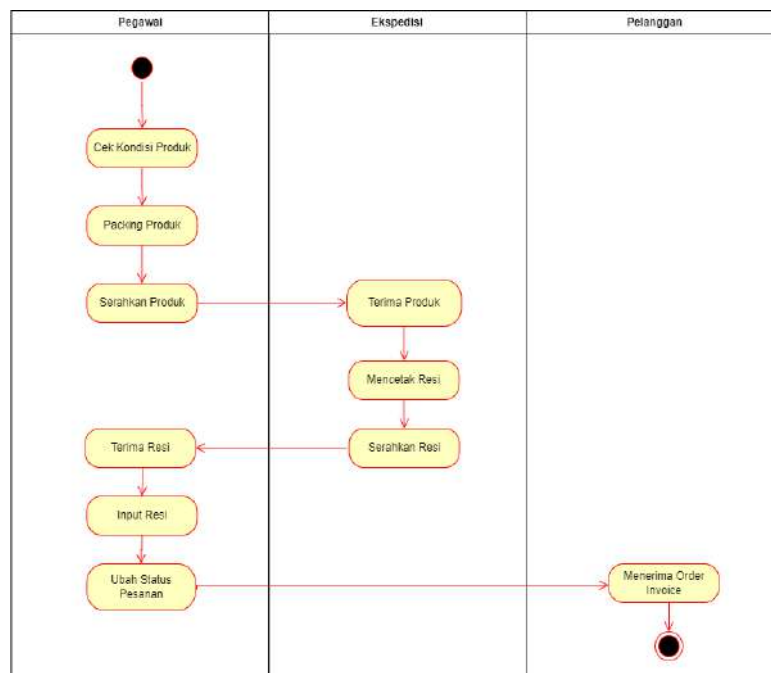 Pegawai
Ekspedisi
Pelanggan
Cek Kondisi Produk
Packing Produk
Serahkan Produk
Terima Produk
Mencetak Resi
Terima Resi
Serahkan Resi
Input Resi
Ubah Status
Pesanan
Menerima Order
Invoice